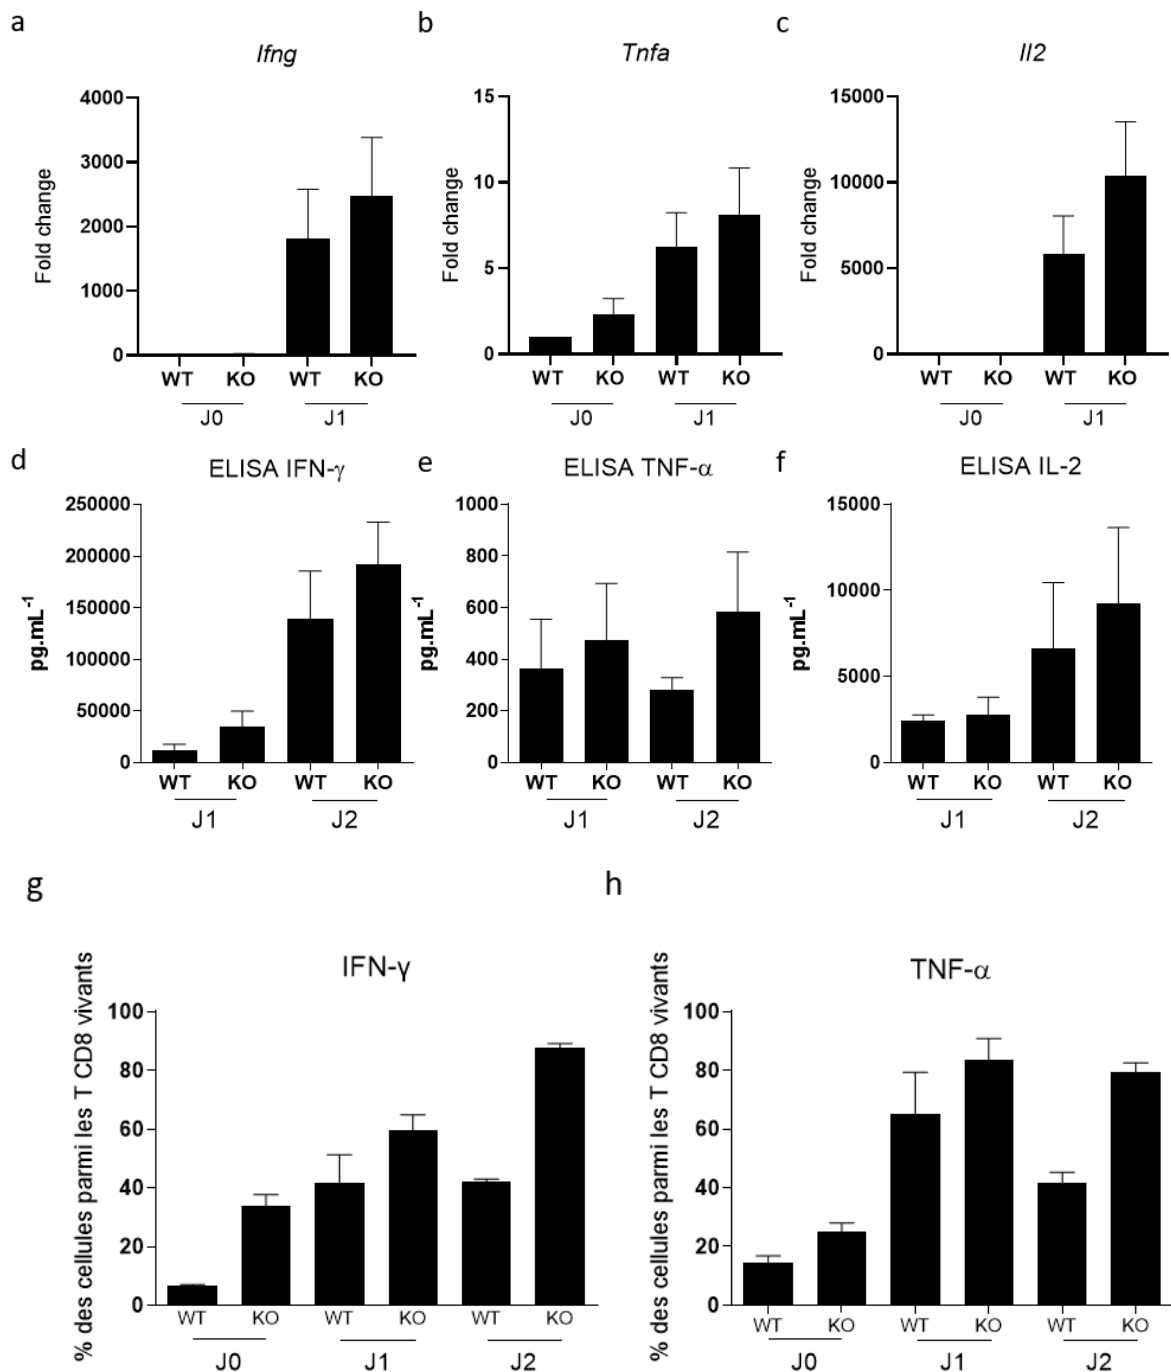 a
b
c
Ifng
Tnfa
Il2
Fold change
4000
3000
2000
1000
0
WT KO WT KO
J0 J1
Fold change
15
10
5
0
WT KO WT KO
J0 J1
Fold change
15000
10000
5000
0
WT KO WT KO
J0 J1
d
e
f
ELISA IFN-γ
ELISA TNF-α
ELISA IL-2
pg.mL⁻¹
250000
200000
150000
100000
50000
0
WT KO WT KO
J1 J2
pg.mL⁻¹
1000
800
600
400
200
0
WT KO WT KO
J1 J2
pg.mL⁻¹
15000
10000
5000
0
WT KO WT KO
J1 J2
g
h
IFN-γ
% des cellules parmi les T CD8 vivants
100
80
60
40
20
0
WT KO WT KO WT KO
J0 J1 J2
TNF-α
% des cellules parmi les T CD8 vivants
100
80
60
40
20
0
WT KO WT KO WT KO
J0 J1 J2